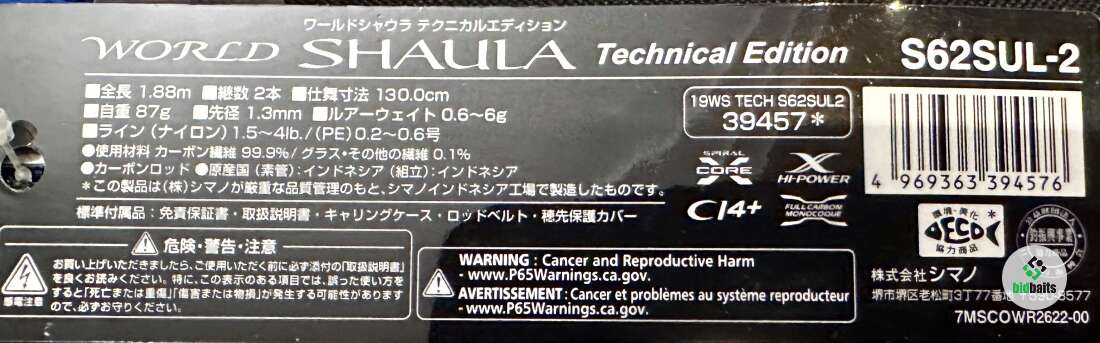 ワールドシャウラ テクニカルエディション
WORLD SHAULA Technical Edition S62SUL-2
■全長 1.88m ■継数 2本 ■仕舞寸法 130.0cm
■自重 87g ■先径 1.3mm ■ルアーウェイト 0.6~6g
■ライン (ナイロン) 1.5~4lb./(PE) 0.2~0.6号
●使用材料 カーボン繊維 99.9%/グラス・その他の繊維 0.1%
●カーボンロッド ●原産国 (素管):インドネシア (組立):インドネシア
*この製品は(株)シマノが厳重な品質管理のもと、シマノインドネシア工場で製造したものです。
標準付属品:免責保証書・取扱説明書・キャリングケース・ロッドベルト・穂先保護カバー
19WS TECH S62SUL2
39457*
SPIRAL
X CORE
X HI-POWER
CI4+
FULL CARBON
MONOCOQUE
4 969363 394576
危険・警告・注意
お買い上げいただきましたら、ご使用いただく前に必ず添付の「取扱説明書」
を良くお読みください。特に、この表示のある項目では、誤った使い方を
すると「死亡または重傷」「傷害または物損」が発生する可能性があります
ので、必ずお守りください。
感電注意
WARNING : Cancer and Reproductive Harm
- www.P65Warnings.ca.gov.
AVERTISSEMENT : Cancer et problèmes au système reproducteur
- www.P65Warnings.ca.gov.
環境・美化
ECO
協力商品
釣振興事業
bidbaits
株式会社 シマノ
堺市堺区老松町3丁77番地 〒590-8577
7MSCOWR2622-00